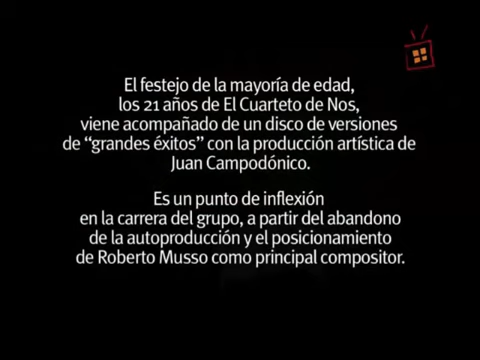 El festejo de la mayoría de edad,
los 21 años de El Cuarteto de Nos,
viene acompañado de un disco de versiones
de “grandes éxitos” con la producción artística de
Juan Campodónico.
Es un punto de inflexión
en la carrera del grupo, a partir del abandono
de la autoproducción y el posicionamiento
de Roberto Musso como principal compositor.